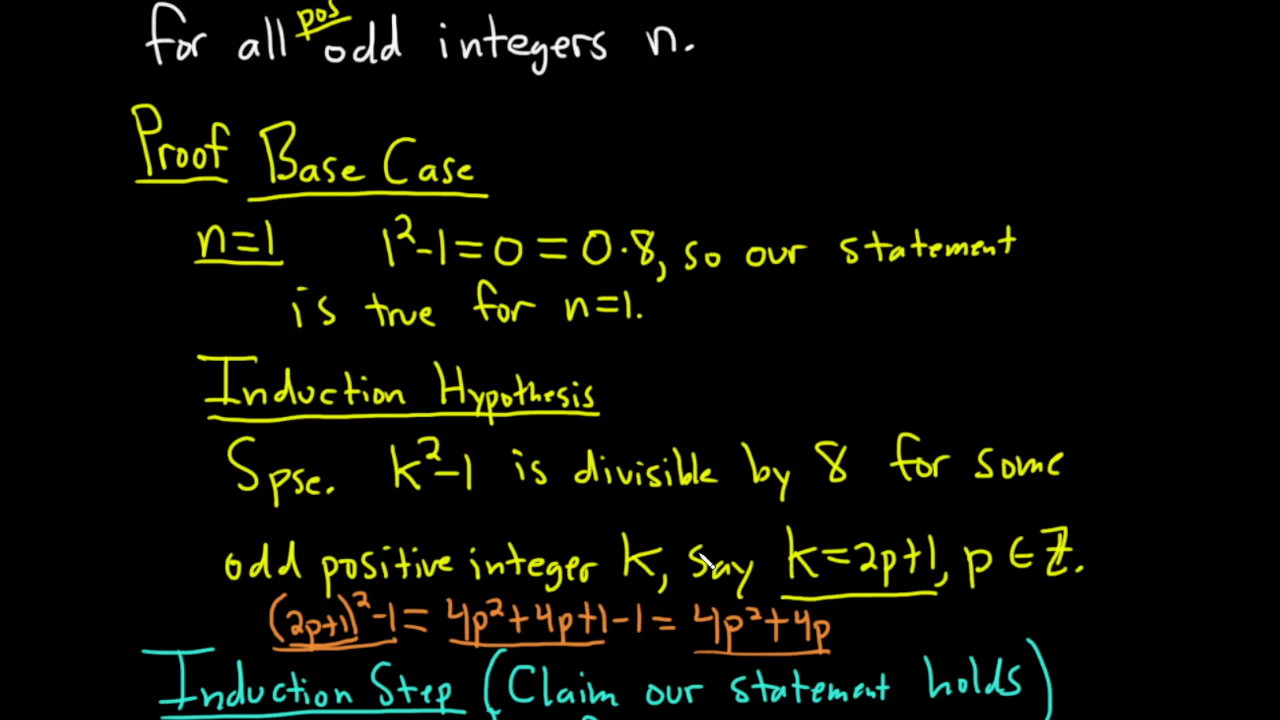 for all pos odd integers n.
Proof Base Case
n=1 1²-1=0=0·8, so our statement
is true for n=1.
Induction Hypothesis
Spse. k²-1 is divisible by 8 for some
odd positive integer k, say k=2p+1, p∈ℤ.
(2p+1)²-1= 4p²+4p+1-1= 4p²+4p
Induction Step (Claim our statement holds)